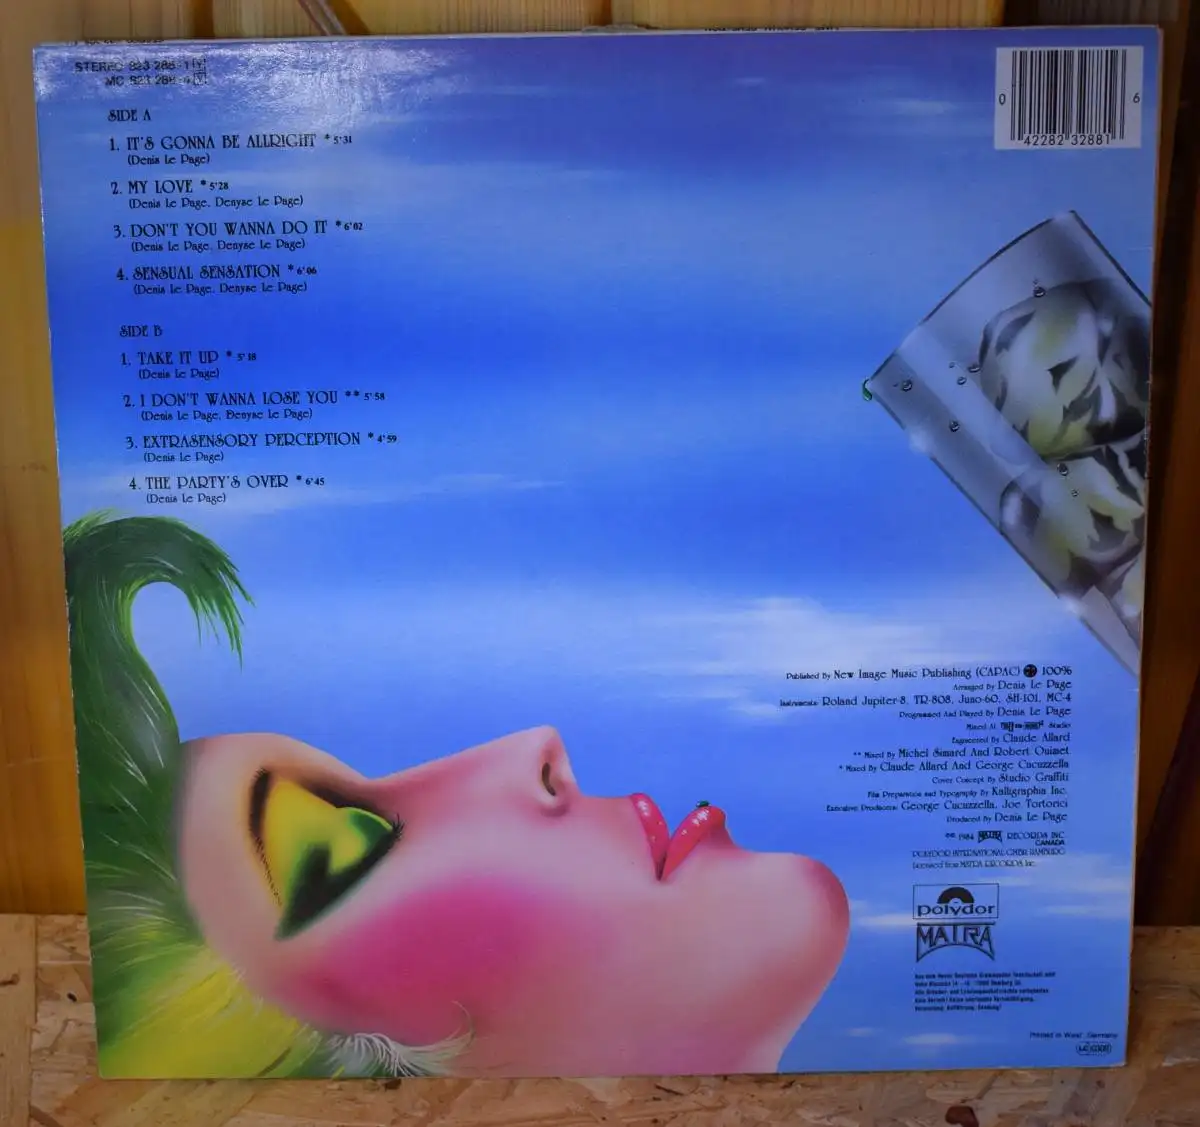 STEREO 823 288-1 Y
MC 823 288-4 Y
SIDE A
1. IT'S GONNA BE ALLRIGHT * 5'31
(Denis Le Page)
2. MY LOVE * 5'28
(Denis Le Page, Denyse Le Page)
3. DON'T YOU WANNA DO IT * 6'02
(Denis Le Page, Denyse Le Page)
4. SENSUAL SENSATION * 6'06
(Denis Le Page, Denyse Le Page)
SIDE B
1. TAKE IT UP * 5'18
(Denis Le Page)
2. I DON'T WANNA LOSE YOU ** 5'58
(Denis Le Page, Denyse Le Page)
3. EXTRASENSORY PERCEPTION * 4'59
(Denis Le Page)
4. THE PARTY'S OVER * 6'45
(Denis Le Page)
0 42282 32881 6
Published By New Image Music Publishing (CAPAC) 100%
Arranged By Denis Le Page
Instruments: Roland Jupiter-8, TR-808, Juno-60, SH-101, MC-4
Programmed And Played By Denis Le Page
Mixed At Studio
Engineered By Claude Allard
** Mixed By Michel Simard And Robert Ouimet
* Mixed By Claude Allard And George Cucuzzella
Cover Concept By Studio Graffiti
Film Preparation and Typography By Kalligraphia Inc.
Executive Producers: George Cucuzzella, Joe Tortorici
Produced By Denis Le Page
1984 MATRA RECORDS INC
CANADA
POLYDOR INTERNATIONAL GMBH HAMBURG
Licensed from MATRA RECORDS Inc.
polydor
MATRA
Printed in West Germany